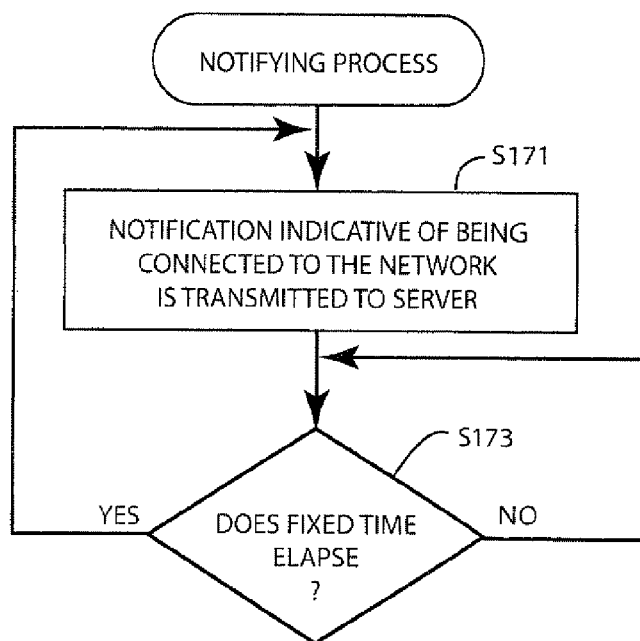 NOTIFYING PROCESS
S171
NOTIFICATION INDICATIVE OF BEING
CONNECTED TO THE NETWORK
IS TRANSMITTED TO SERVER
S173
YES
DOES FIXED TIME
ELAPSE
?
NO